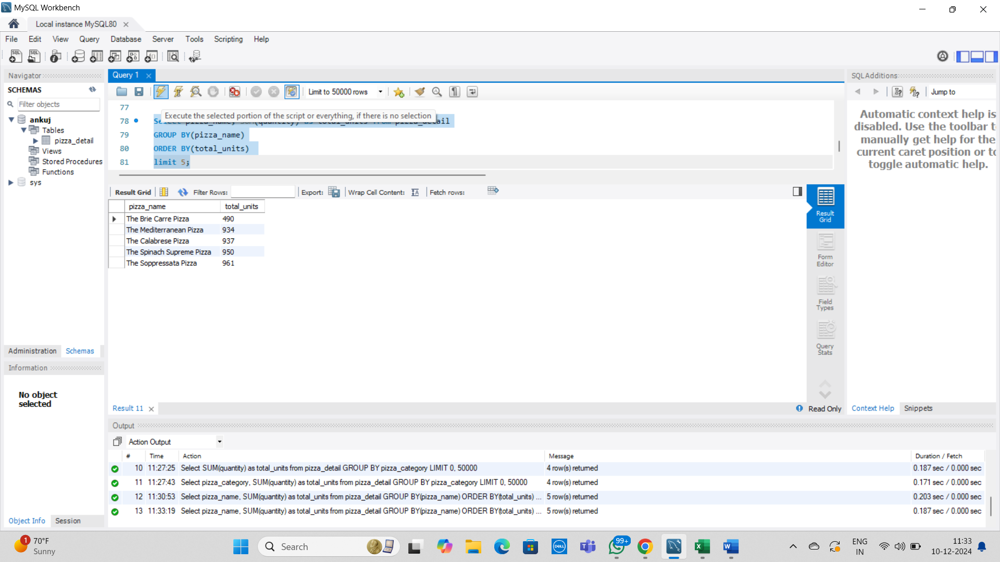 MySQL Workbench
Local instance MySQL80
File Edit View Query Database Server Tools Scripting Help
Navigator
SCHEMAS
Filter objects
ankuj
Tables
pizza_detail
Views
Stored Procedures
Functions
sys
Administration Schemas
Information
No object
selected
Object Info Session
Query 1
Limit to 50000 rows
77
Execute the selected portion of the script or everything, if there is no selection
78 Select pizza_name, SUM(quantity) as total_units from pizza_detail
79 GROUP BY(pizza_name)
80 ORDER BY(total_units)
81 limit 5;
Result Grid Filter Rows: Export: Wrap Cell Content: Fetch rows:
pizza_name total_units
The Brie Carre Pizza 490
The Mediterranean Pizza 934
The Calabrese Pizza 937
The Spinach Supreme Pizza 950
The Soppressata Pizza 961
Result
Grid
Form
Editor
Field
Types
Query
Stats
Result 11
Read Only
SQLAdditions
Jump to
Automatic context help is
disabled. Use the toolbar t
manually get help for the
current caret position or to
toggle automatic help.
Context Help Snippets
Output
Action Output
# Time Action Message Duration / Fetch
10 11:27:25 Select SUM(quantity) as total_units from pizza_detail GROUP BY pizza_category LIMIT 0, 50000 4 row(s) returned 0.187 sec / 0.000 sec
11 11:27:43 Select pizza_category, SUM(quantity) as total_units from pizza_detail GROUP BY pizza_category LIMIT 0, 50000 4 row(s) returned 0.171 sec / 0.000 sec
12 11:30:53 Select pizza_name, SUM(quantity) as total_units from pizza_detail GROUP BY(pizza_name) ORDER BY(total_units) ... 5 row(s) returned 0.203 sec / 0.000 sec
13 11:33:19 Select pizza_name, SUM(quantity) as total_units from pizza_detail GROUP BY(pizza_name) ORDER BY(total_units) ... 5 row(s) returned 0.187 sec / 0.000 sec
1
70°F
Sunny
Search
DELL
99+
ENG
IN
11:33
10-12-2024